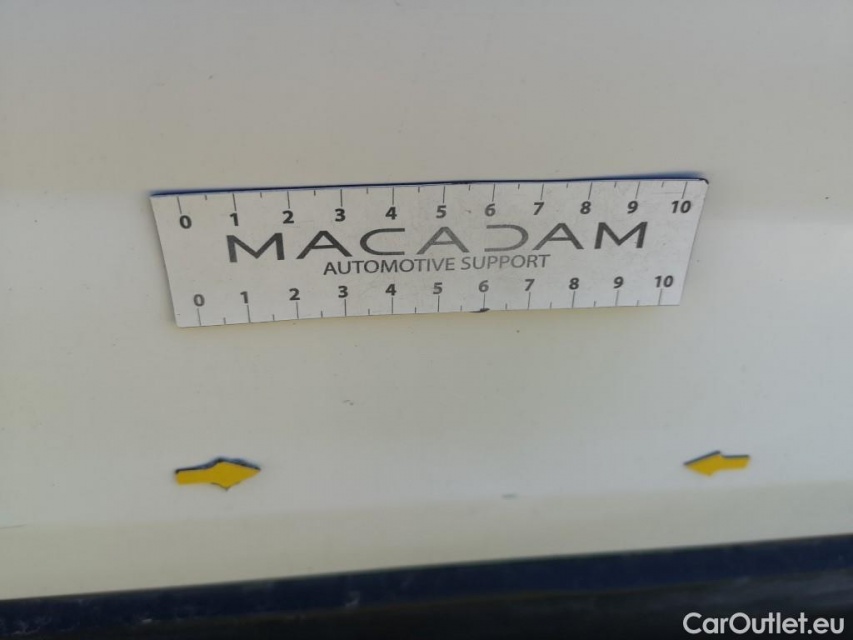 0 1 2 3 4 5 6 7 8 9 10
MACADAM
AUTOMOTIVE SUPPORT
0 1 2 3 4 5 6 7 8 9 10
CarOutlet.eu